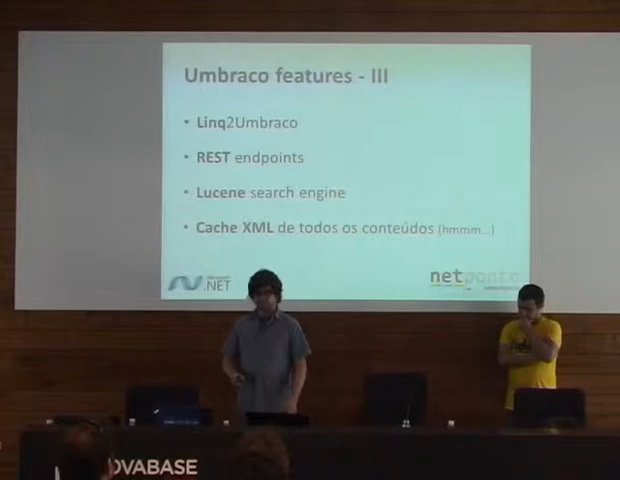 Umbraco features - III
• Linq2Umbraco
• REST endpoints
• Lucene search engine
• Cache XML de todos os conteúdos (hmmm...)
.NET
netponto
OVABASE